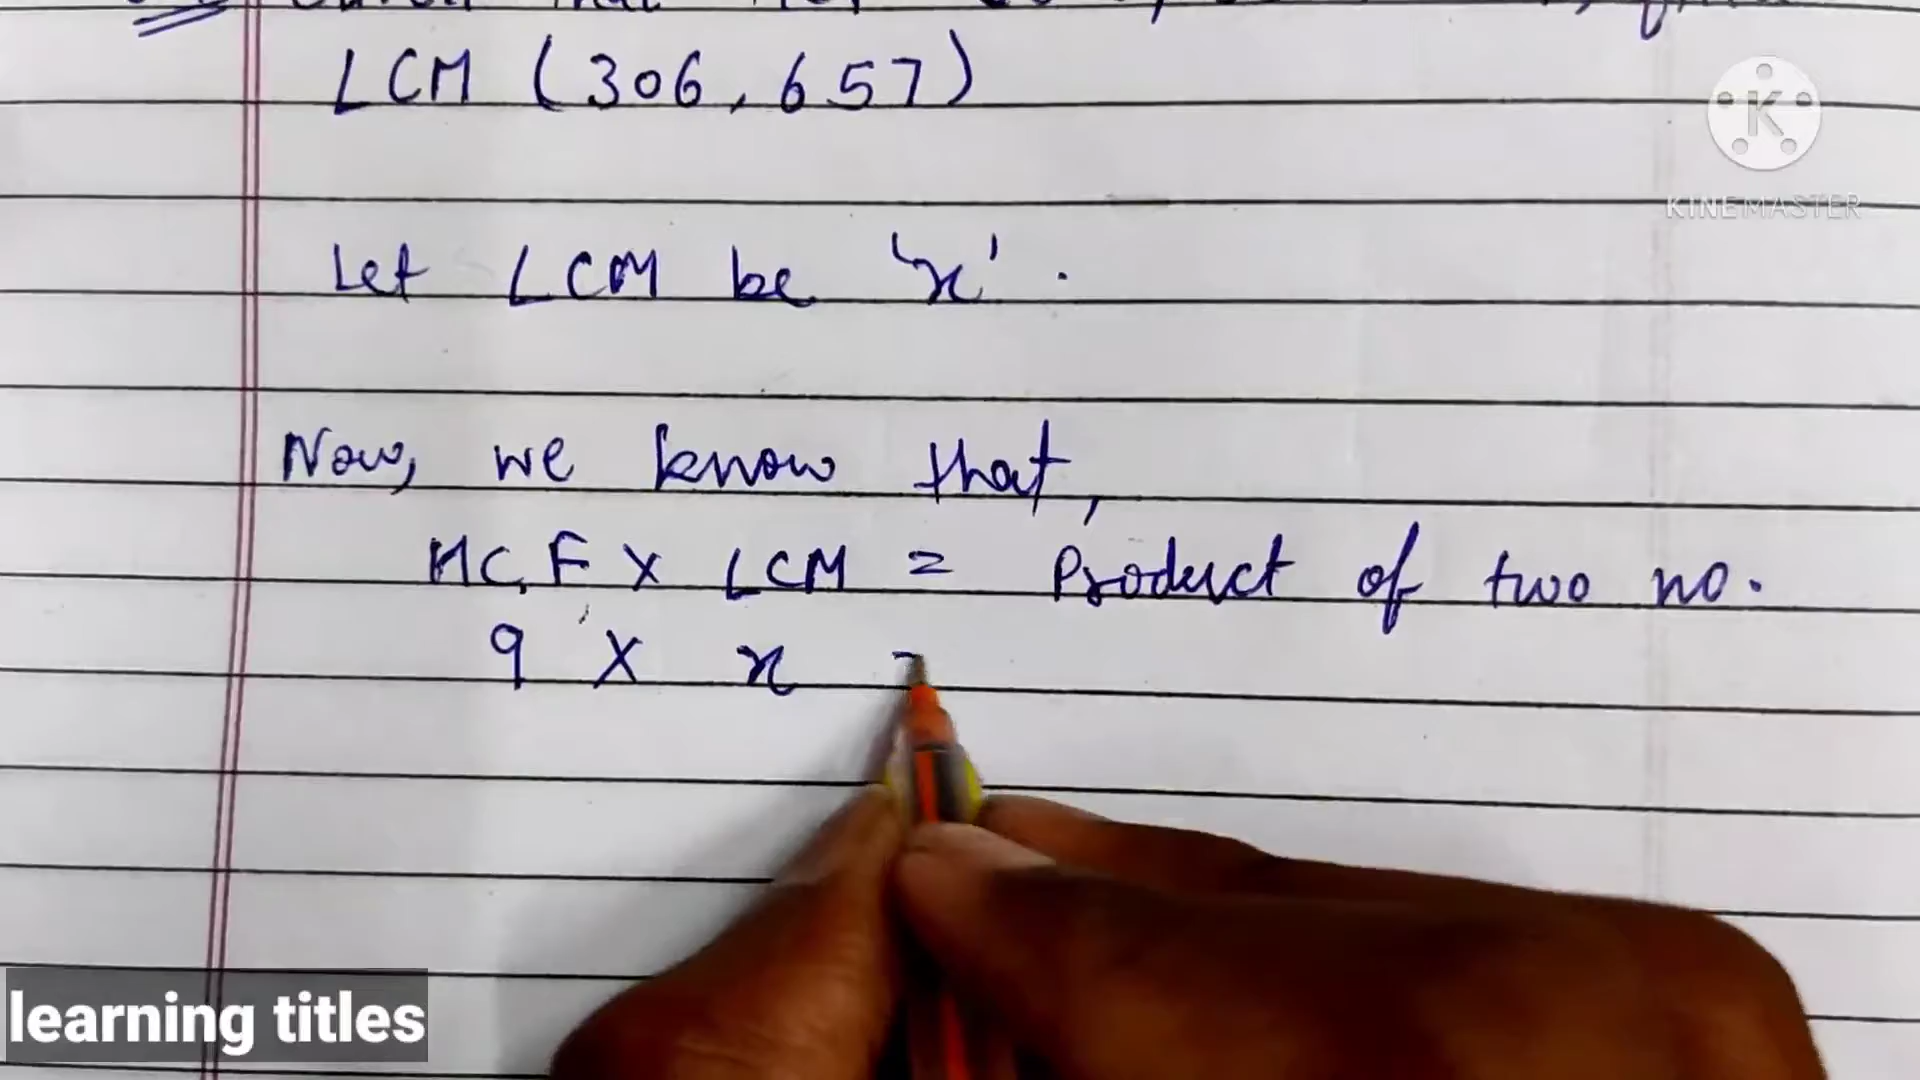 LCM (306, 657)
KINEMASTER
Let LCM be 'x'.
Now, we know that,
HCF X LCM = Product of two no.
9 X x =
learning titles